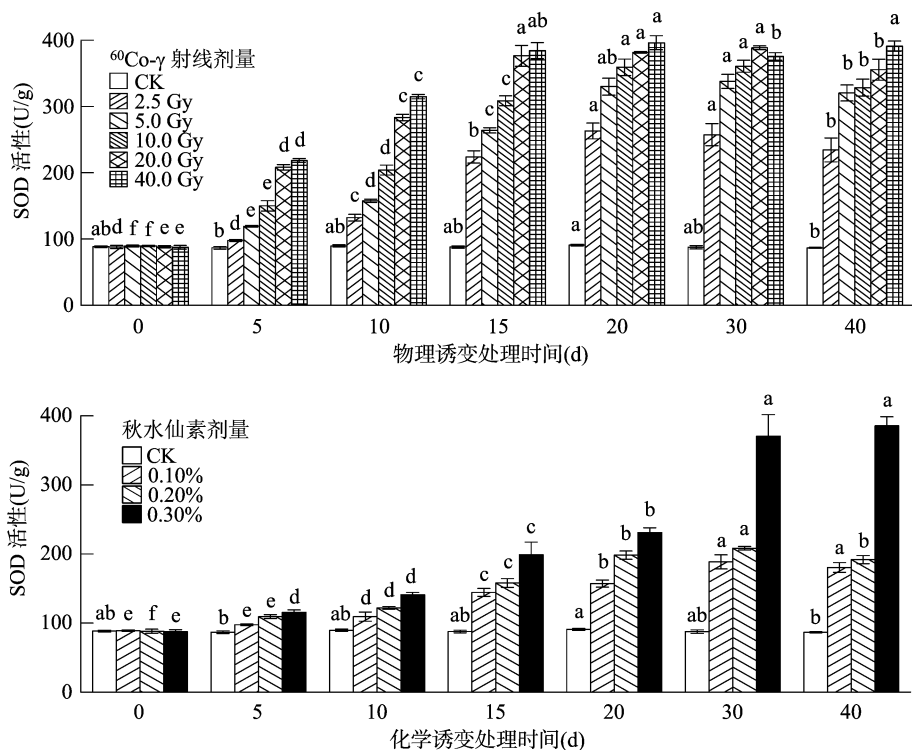 a a a a
ab ab a a b a
400
⁶⁰Co-γ 射线剂量
CK
2.5 Gy
5.0 Gy
10.0 Gy
20.0 Gy
40.0 Gy
300
200
100
0
SOD 活性(U/g)
ab d f f e e
b d e e d d
ab c d d c c
ab b c c a ab
a a ab a a a
ab a a a a b
ab b b b b a
0 5 10 15 20 30 40
物理诱变处理时间(d)
400
秋水仙素剂量
CK
0.10%
0.20%
0.30%
300
200
100
0
SOD 活性(U/g)
ab e f e
b e e d
ab d d d
ab c c c
a b b b
ab a a a
b a b a
0 5 10 15 20 30 40
化学诱变处理时间(d)